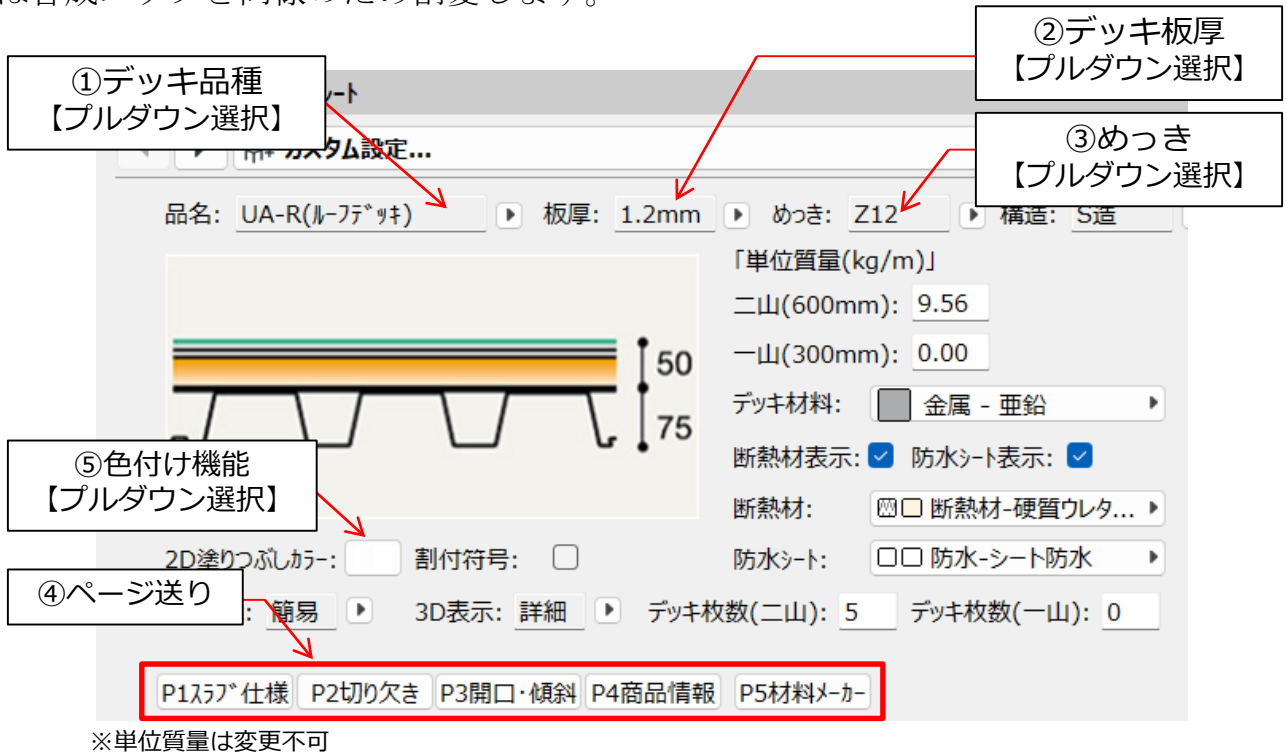 は合成スラブと同様のため割愛します。
②デッキ板厚
【プルダウン選択】
①デッキ品種
【プルダウン選択】
③めっき
【プルダウン選択】
カスタム設定...
品名: UA-R(ﾙｰﾌﾃﾞｯｷ) 板厚: 1.2mm めっき: Z12 構造: S造
「単位質量(kg/m)」
二山(600mm): 9.56
一山(300mm): 0.00
50
75
デッキ材料: 金属 - 亜鉛
断熱材表示: 防水ｼｰﾄ表示:
⑤色付け機能
【プルダウン選択】
断熱材: 断熱材-硬質ウレタ...
2D塗りつぶしｶﾗｰ: 割付符号: 防水ｼｰﾄ: 防水-シート防水
④ページ送り
: 簡易 3D表示: 詳細 デッキ枚数(二山): 5 デッキ枚数(一山): 0
P1ｽﾗﾌﾞ仕様 P2切り欠き P3開口･傾斜 P4商品情報 P5材料ﾒｰｶｰ
※単位質量は変更不可